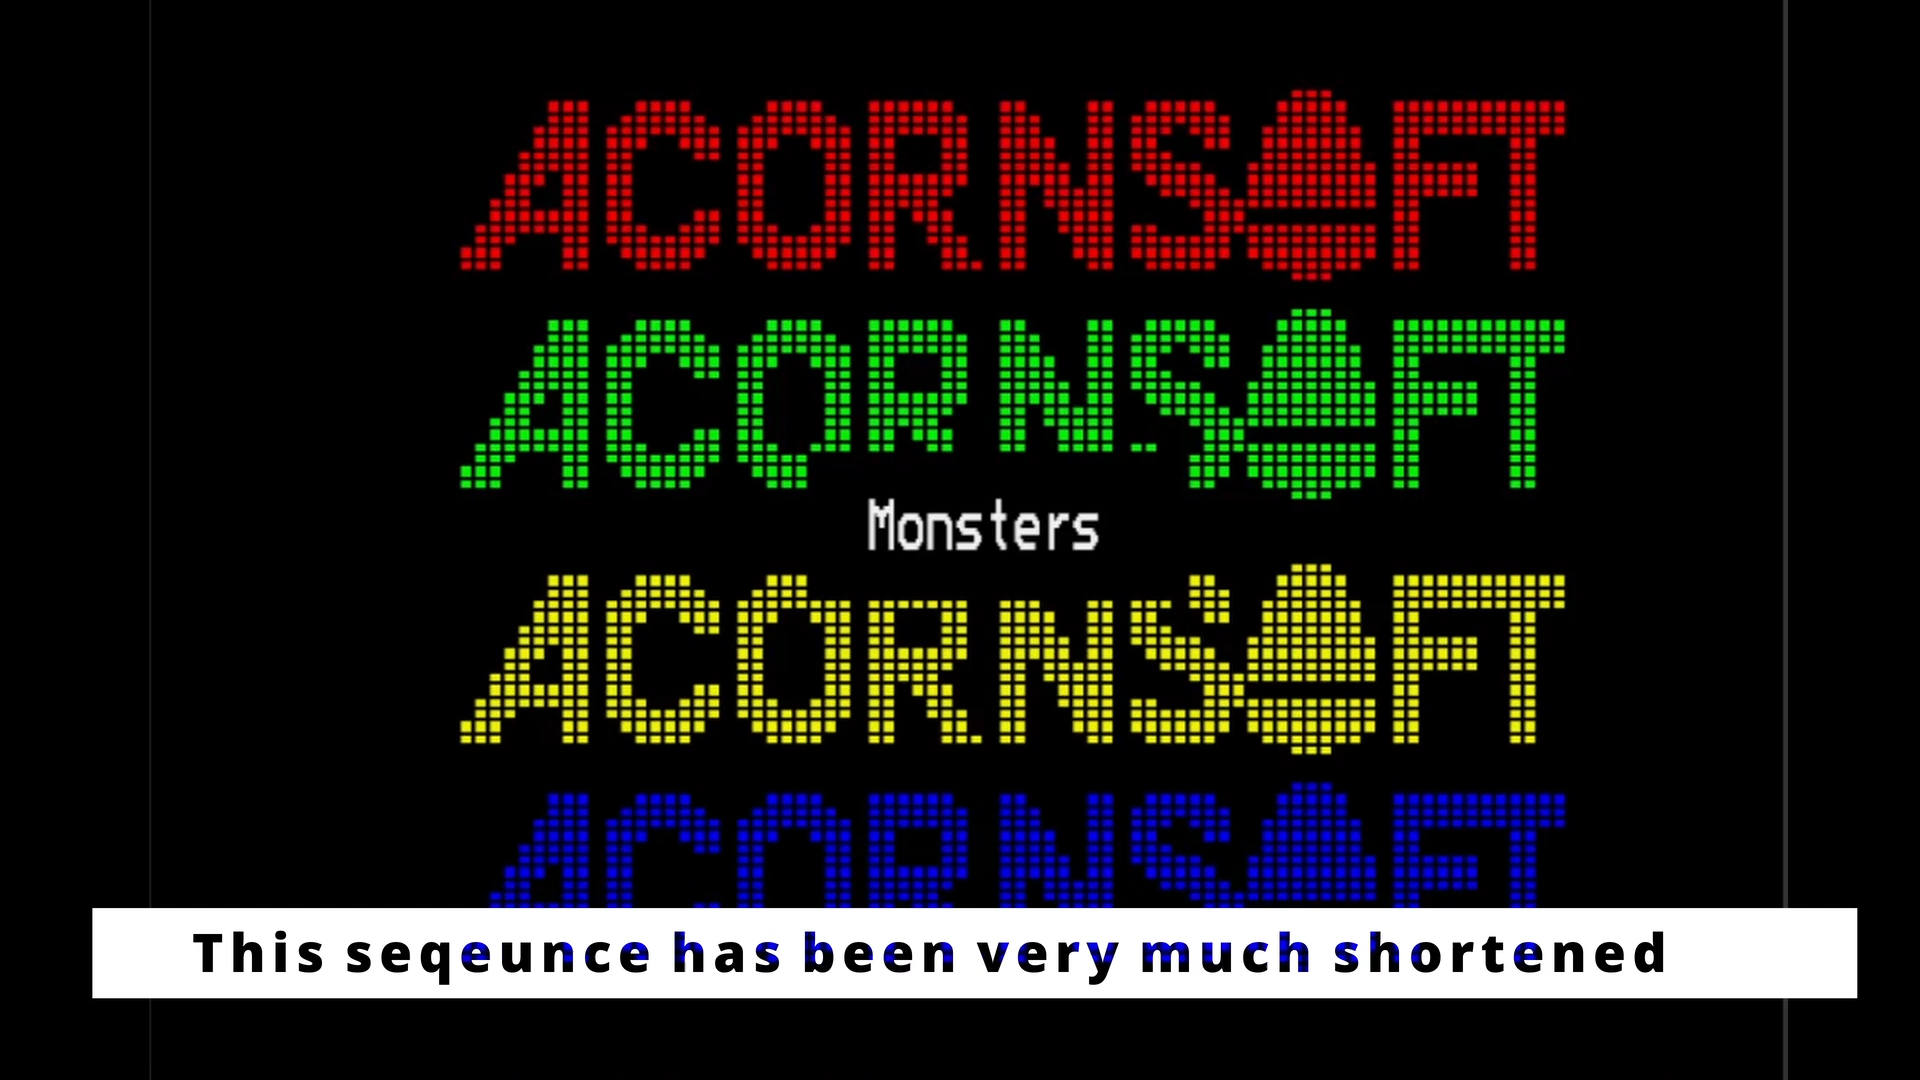 ACORNSOFT
ACORNSOFT
Monsters
ACORNSOFT
ACORNSOFT
This seqeunce has been very much shortened